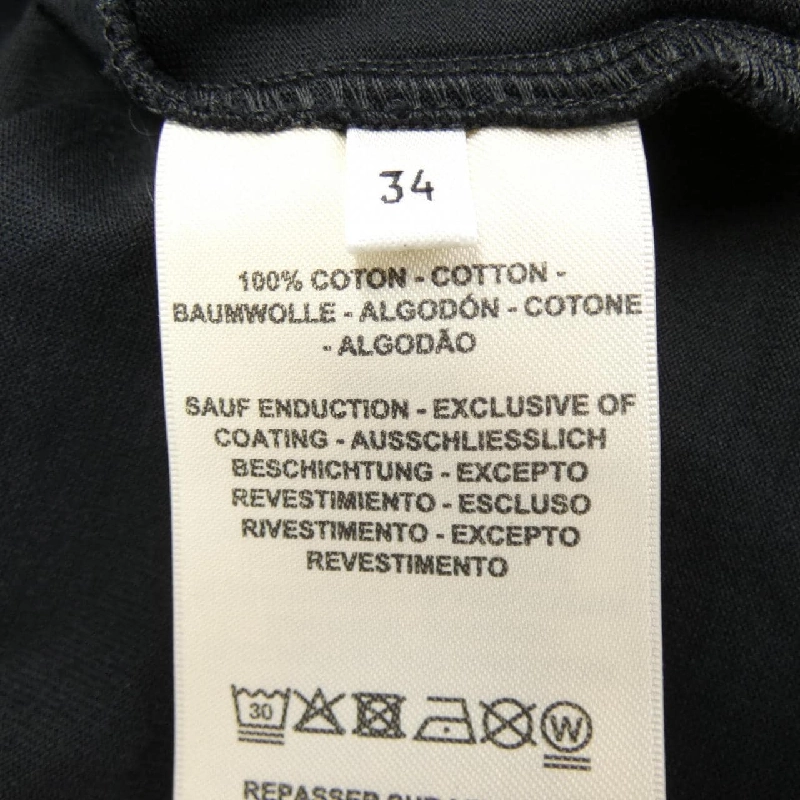 34
100% COTON - COTTON -
BAUMWOLLE - ALGODÓN - COTONE
- ALGODÃO
SAUF ENDUCTION - EXCLUSIVE OF
COATING - AUSSCHLIESSLICH
BESCHICHTUNG - EXCEPTO
REVESTIMIENTO - ESCLUSO
RIVESTIMENTO - EXCEPTO
REVESTIMENTO
30 W
REPASSER